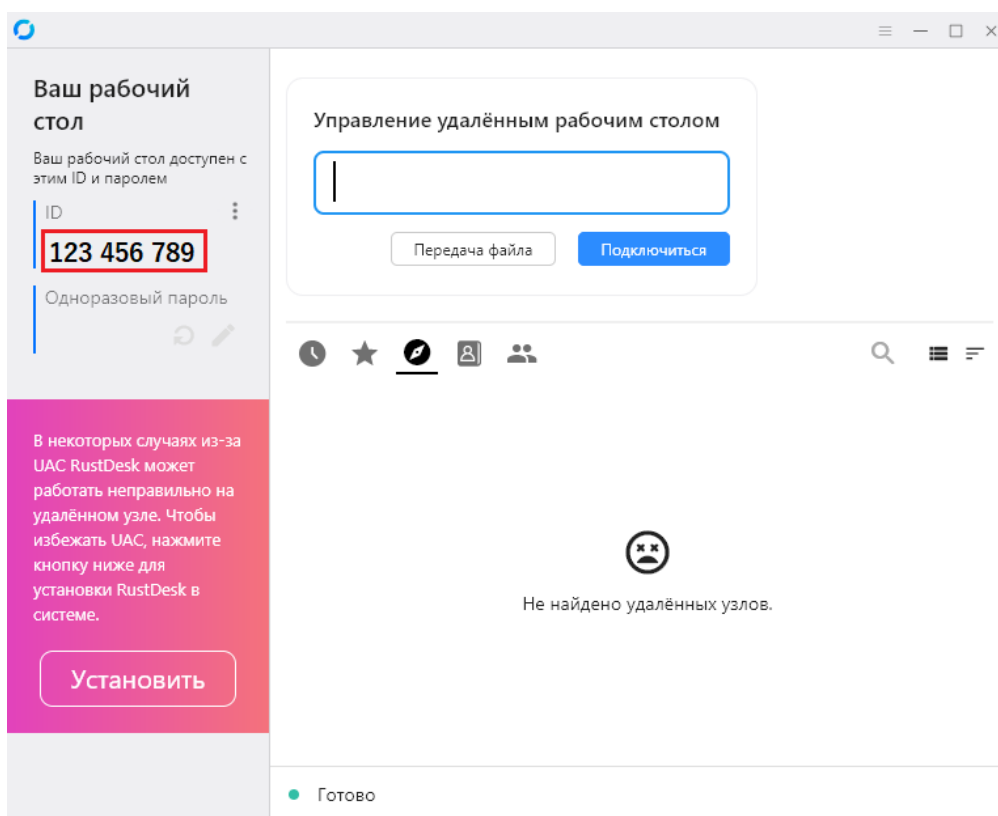 Ваш рабочий
стол
Ваш рабочий стол доступен с
этим ID и паролем
ID
123 456 789
Одноразовый пароль
В некоторых случаях из-за
UAC RustDesk может
работать неправильно на
удалённом узле. Чтобы
избежать UAC, нажмите
кнопку ниже для
установки RustDesk в
системе.
Установить
Управление удалённым рабочим столом
Передача файла
Подключиться
Не найдено удалённых узлов.
Готово